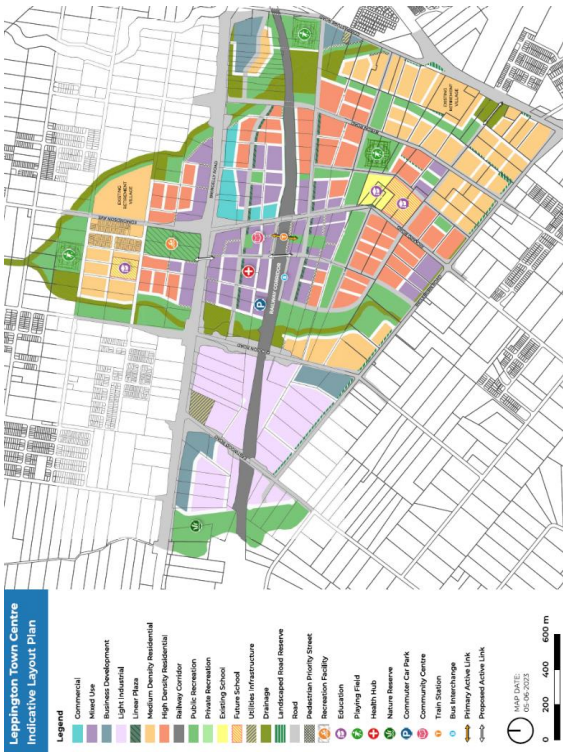 Leppington Town Centre
Indicative Layout Plan
Legend
Commercial
Mixed Use
Business Development
Light Industrial
Linear Plaza
Medium Density Residential
High Density Residential
Railway Corridor
Public Recreation
Private Recreation
Existing School
Future School
Utilities Infrastructure
Drainage
Landscaped Road Reserve
Road
Pedestrian Priority Street
Recreation Facility
Education
Playing Field
Health Hub
Nature Reserve
Commuter Car Park
Community Centre
Train Station
Bus Interchange
Primary Active Link
Proposed Active Link
MAP DATE:
05-06-2023
0 200 400 600 m
EXISTING
RETIREMENT
VILLAGE
EXISTING
RETIREMENT
VILLAGE
RAILWAY CORRIDOR
P